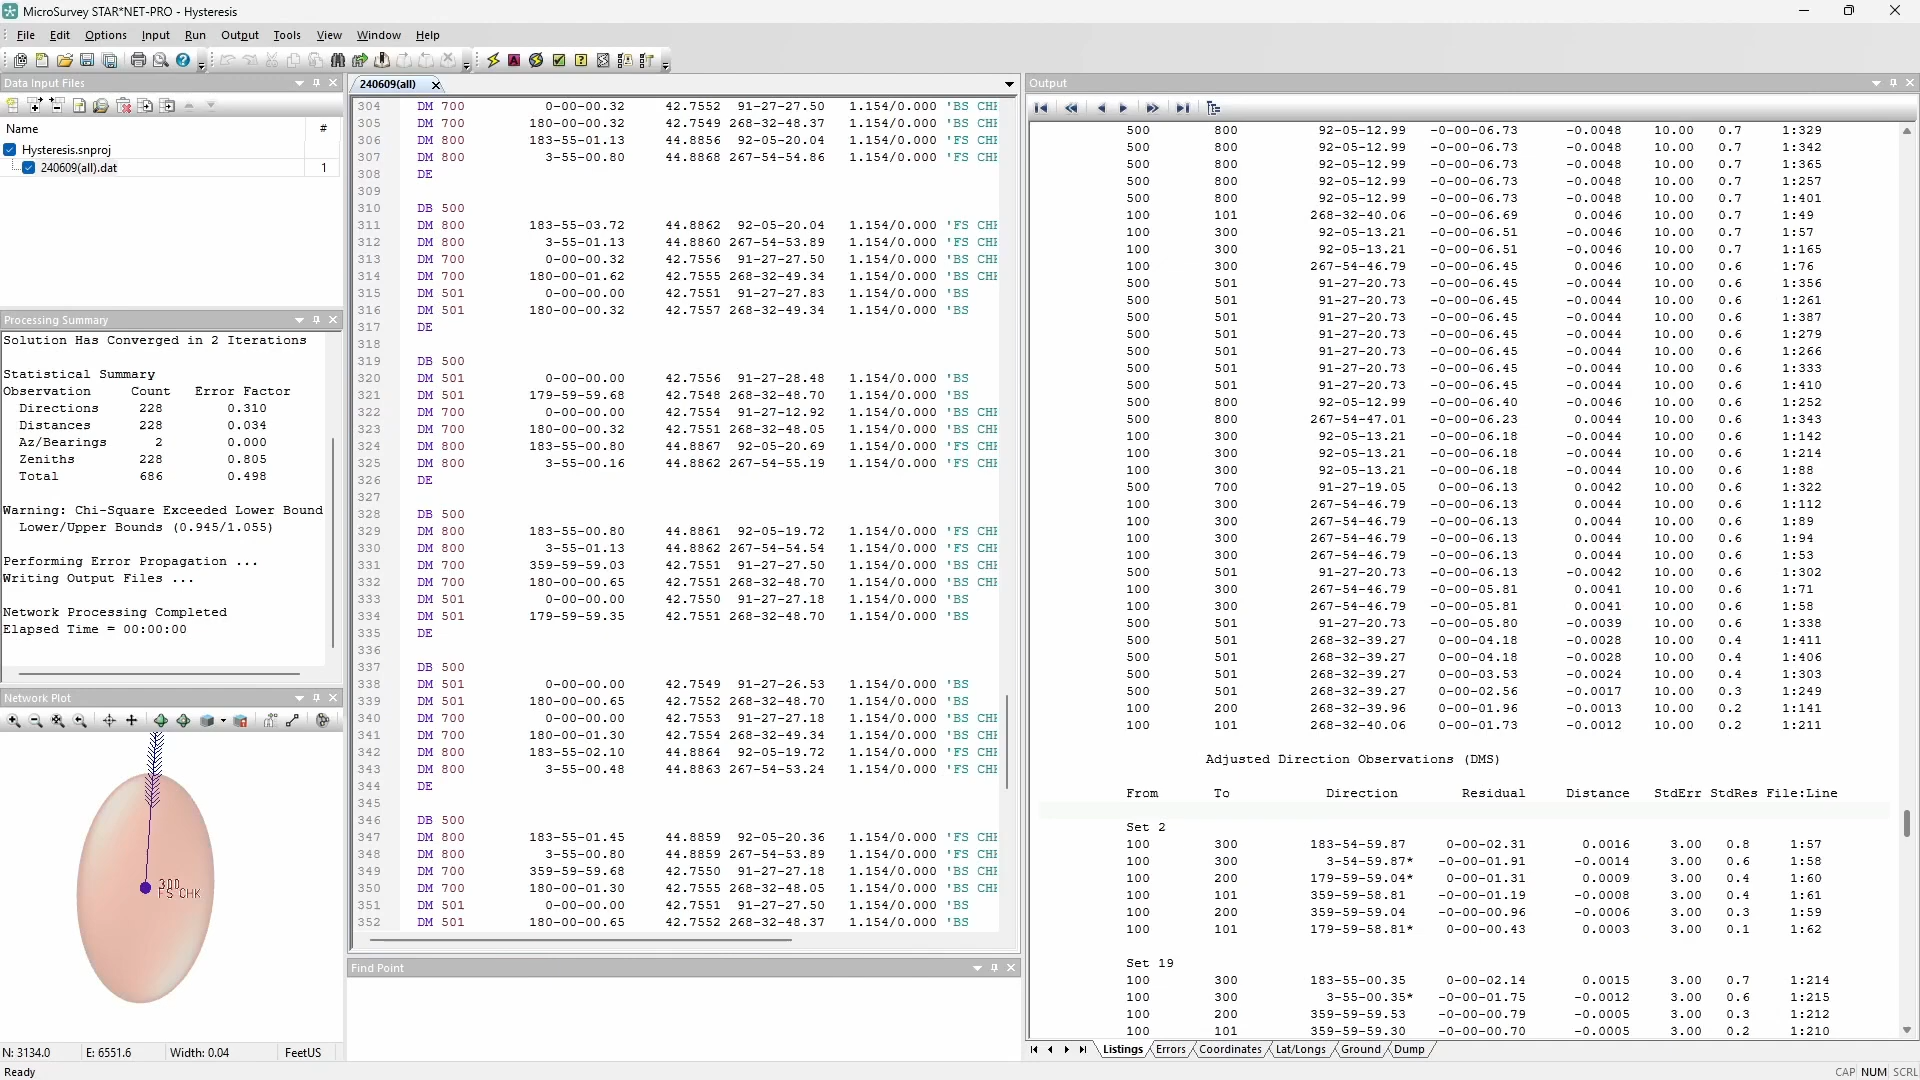 MicroSurvey STAR*NET-PRO - Hysteresis
File Edit Options Input Run Output Tools View Window Help
Data Input Files
Name #
Hysteresis.snproj
240609(all).dat 1
Processing Summary
Solution Has Converged in 2 Iterations
Statistical Summary
Observation Count Error Factor
Directions 228 0.310
Distances 228 0.034
Az/Bearings 2 0.000
Zeniths 228 0.805
Total 686 0.498
Warning: Chi-Square Exceeded Lower Bound
Lower/Upper Bounds (0.945/1.055)
Performing Error Propagation ...
Writing Output Files ...
Network Processing Completed
Elapsed Time = 00:00:00
Network Plot
300
FS CHK
N: 3134.0 E: 6551.6 Width: 0.04 FeetUS
Ready
240609(all)
304 DM 700 0-00-00.32 42.7552 91-27-27.50 1.154/0.000 'BS CH
305 DM 700 180-00-00.32 42.7549 268-32-48.37 1.154/0.000 'BS CH
306 DM 800 183-55-01.13 44.8856 92-05-20.04 1.154/0.000 'FS CH
307 DM 800 3-55-00.80 44.8868 267-54-54.86 1.154/0.000 'FS CH
308 DE
309
310 DB 500
311 DM 800 183-55-03.72 44.8862 92-05-20.04 1.154/0.000 'FS CH
312 DM 800 3-55-01.13 44.8860 267-54-53.89 1.154/0.000 'FS CH
313 DM 700 0-00-00.32 42.7556 91-27-27.50 1.154/0.000 'BS CH
314 DM 700 180-00-01.62 42.7555 268-32-49.34 1.154/0.000 'BS CH
315 DM 501 0-00-00.00 42.7551 91-27-27.83 1.154/0.000 'BS
316 DM 501 180-00-00.32 42.7557 268-32-49.34 1.154/0.000 'BS
317 DE
318
319 DB 500
320 DM 501 0-00-00.00 42.7556 91-27-28.48 1.154/0.000 'BS
321 DM 501 179-59-59.68 42.7548 268-32-48.70 1.154/0.000 'BS
322 DM 700 0-00-00.00 42.7554 91-27-12.92 1.154/0.000 'BS CH
323 DM 700 180-00-00.32 42.7551 268-32-48.05 1.154/0.000 'BS CH
324 DM 800 183-55-00.80 44.8867 92-05-20.69 1.154/0.000 'FS CH
325 DM 800 3-55-00.16 44.8862 267-54-55.19 1.154/0.000 'FS CH
326 DE
327
328 DB 500
329 DM 800 183-55-00.80 44.8861 92-05-19.72 1.154/0.000 'FS CH
330 DM 800 3-55-01.13 44.8862 267-54-54.54 1.154/0.000 'FS CH
331 DM 700 359-59-59.03 42.7551 91-27-27.50 1.154/0.000 'BS CH
332 DM 700 180-00-00.65 42.7551 268-32-48.70 1.154/0.000 'BS CH
333 DM 501 0-00-00.00 42.7550 91-27-27.18 1.154/0.000 'BS
334 DM 501 179-59-59.35 42.7551 268-32-48.70 1.154/0.000 'BS
335 DE
336
337 DB 500
338 DM 501 0-00-00.00 42.7549 91-27-26.53 1.154/0.000 'BS
339 DM 501 180-00-00.65 42.7552 268-32-48.70 1.154/0.000 'BS
340 DM 700 0-00-00.00 42.7553 91-27-27.18 1.154/0.000 'BS CH
341 DM 700 180-00-01.30 42.7554 268-32-49.34 1.154/0.000 'BS CH
342 DM 800 183-55-02.10 44.8864 92-05-19.72 1.154/0.000 'FS CH
343 DM 800 3-55-00.48 44.8863 267-54-53.24 1.154/0.000 'FS CH
344 DE
345
346 DB 500
347 DM 800 183-55-01.45 44.8859 92-05-20.36 1.154/0.000 'FS CH
348 DM 800 3-55-00.80 44.8859 267-54-53.89 1.154/0.000 'FS CH
349 DM 700 359-59-59.68 42.7550 91-27-27.18 1.154/0.000 'BS CH
350 DM 700 180-00-01.30 42.7555 268-32-48.05 1.154/0.000 'BS CH
351 DM 501 0-00-00.00 42.7551 91-27-27.50 1.154/0.000 'BS
352 DM 501 180-00-00.65 42.7552 268-32-48.37 1.154/0.000 'BS
Find Point
Output
500 800 92-05-12.99 -0-00-06.73 -0.0048 10.00 0.7 1:329
500 800 92-05-12.99 -0-00-06.73 -0.0048 10.00 0.7 1:342
500 800 92-05-12.99 -0-00-06.73 -0.0048 10.00 0.7 1:365
500 800 92-05-12.99 -0-00-06.73 -0.0048 10.00 0.7 1:257
500 800 92-05-12.99 -0-00-06.73 -0.0048 10.00 0.7 1:401
100 101 268-32-40.06 -0-00-06.69 0.0046 10.00 0.7 1:49
100 300 92-05-13.21 -0-00-06.51 -0.0046 10.00 0.7 1:57
100 300 92-05-13.21 -0-00-06.51 -0.0046 10.00 0.7 1:165
100 300 267-54-46.79 -0-00-06.45 0.0046 10.00 0.6 1:76
500 501 91-27-20.73 -0-00-06.45 -0.0044 10.00 0.6 1:356
500 501 91-27-20.73 -0-00-06.45 -0.0044 10.00 0.6 1:261
500 501 91-27-20.73 -0-00-06.45 -0.0044 10.00 0.6 1:387
500 501 91-27-20.73 -0-00-06.45 -0.0044 10.00 0.6 1:279
500 501 91-27-20.73 -0-00-06.45 -0.0044 10.00 0.6 1:266
500 501 91-27-20.73 -0-00-06.45 -0.0044 10.00 0.6 1:333
500 501 91-27-20.73 -0-00-06.45 -0.0044 10.00 0.6 1:410
500 800 92-05-12.99 -0-00-06.40 -0.0046 10.00 0.6 1:252
500 800 267-54-47.01 -0-00-06.23 0.0044 10.00 0.6 1:343
100 300 92-05-13.21 -0-00-06.18 -0.0044 10.00 0.6 1:142
100 300 92-05-13.21 -0-00-06.18 -0.0044 10.00 0.6 1:214
100 300 92-05-13.21 -0-00-06.18 -0.0044 10.00 0.6 1:88
500 700 91-27-19.05 0-00-06.13 0.0042 10.00 0.6 1:322
100 300 267-54-46.79 -0-00-06.13 0.0044 10.00 0.6 1:112
100 300 267-54-46.79 -0-00-06.13 0.0044 10.00 0.6 1:89
100 300 267-54-46.79 -0-00-06.13 0.0044 10.00 0.6 1:94
100 300 267-54-46.79 -0-00-06.13 0.0044 10.00 0.6 1:53
500 501 91-27-20.73 -0-00-06.13 -0.0042 10.00 0.6 1:302
100 300 267-54-46.79 -0-00-05.81 0.0041 10.00 0.6 1:71
100 300 267-54-46.79 -0-00-05.81 0.0041 10.00 0.6 1:58
500 501 91-27-20.73 -0-00-05.80 -0.0039 10.00 0.6 1:338
500 501 268-32-39.27 0-00-04.18 -0.0028 10.00 0.4 1:411
500 501 268-32-39.27 0-00-04.18 -0.0028 10.00 0.4 1:406
500 501 268-32-39.27 0-00-03.53 -0.0024 10.00 0.4 1:303
500 501 268-32-39.27 0-00-02.56 -0.0017 10.00 0.3 1:249
100 200 268-32-39.96 0-00-01.96 -0.0013 10.00 0.2 1:141
100 101 268-32-40.06 0-00-01.73 -0.0012 10.00 0.2 1:211
Adjusted Direction Observations (DMS)
From To Direction Residual Distance StdErr StdRes File:Line
Set 2
100 300 183-54-59.87 0-00-02.31 0.0016 3.00 0.8 1:57
100 300 3-54-59.87* -0-00-01.91 -0.0014 3.00 0.6 1:58
100 200 179-59-59.04* 0-00-01.31 0.0009 3.00 0.4 1:60
100 101 359-59-58.81 -0-00-01.19 -0.0008 3.00 0.4 1:61
100 200 359-59-59.04 -0-00-00.96 -0.0006 3.00 0.3 1:59
100 101 179-59-58.81* 0-00-00.43 0.0003 3.00 0.1 1:62
Set 19
100 300 183-55-00.35 0-00-02.14 0.0015 3.00 0.7 1:214
100 300 3-55-00.35* -0-00-01.75 -0.0012 3.00 0.6 1:215
100 200 359-59-59.53 -0-00-00.79 -0.0005 3.00 0.3 1:212
100 101 359-59-59.30 -0-00-00.70 -0.0005 3.00 0.2 1:210
Listings Errors Coordinates Lat/Longs Ground Dump
CAP NUM SCRL